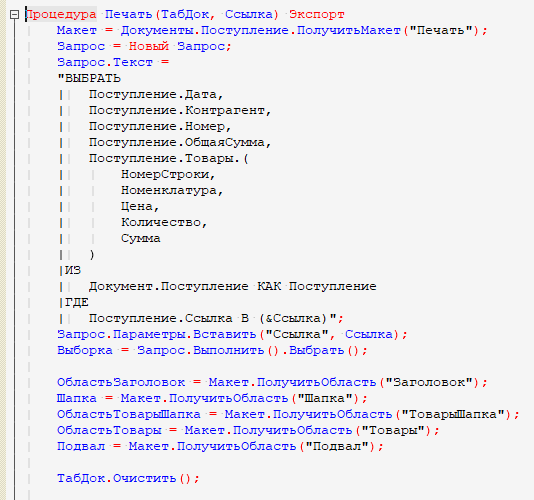 Процедура Печать(ТабДок, Ссылка) Экспорт
    Макет = Документы.Поступление.ПолучитьМакет("Печать");
    Запрос = Новый Запрос;
    Запрос.Текст =
    "ВЫБРАТЬ
    |   Поступление.Дата,
    |   Поступление.Контрагент,
    |   Поступление.Номер,
    |   Поступление.ОбщаяСумма,
    |   Поступление.Товары.(
    |       НомерСтроки,
    |       Номенклатура,
    |       Цена,
    |       Количество,
    |       Сумма
    |   )
    |ИЗ
    |   Документ.Поступление КАК Поступление
    |ГДЕ
    |   Поступление.Ссылка В (&Ссылка)";
    Запрос.Параметры.Вставить("Ссылка", Ссылка);
    Выборка = Запрос.Выполнить().Выбрать();

    ОбластьЗаголовок = Макет.ПолучитьОбласть("Заголовок");
    Шапка = Макет.ПолучитьОбласть("Шапка");
    ОбластьТоварыШапка = Макет.ПолучитьОбласть("ТоварыШапка");
    ОбластьТовары = Макет.ПолучитьОбласть("Товары");
    Подвал = Макет.ПолучитьОбласть("Подвал");

    ТабДок.Очистить();